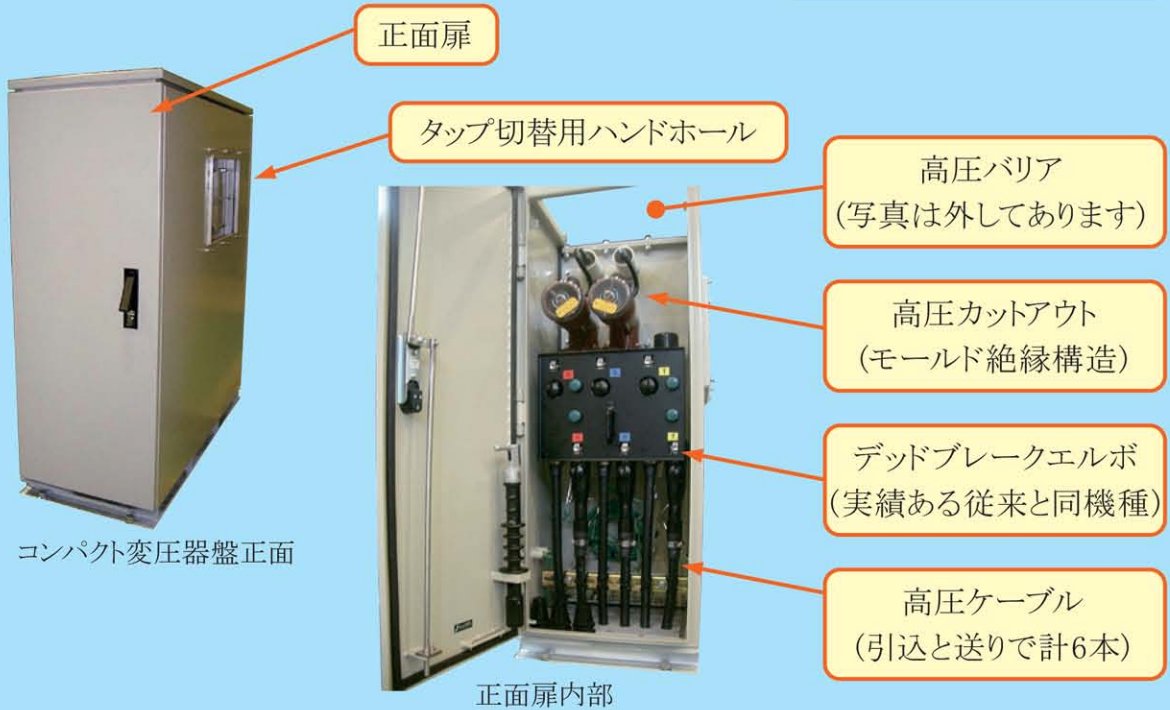 正面扉
タップ切替用ハンドホール
高圧バリア
(写真は外してあります)
高圧カットアウト
(モールド絶縁構造)
デッドブレークエルボ
(実績ある従来と同機種)
高圧ケーブル
(引込と送りで計6本)
コンパクト変圧器盤正面
正面扉内部